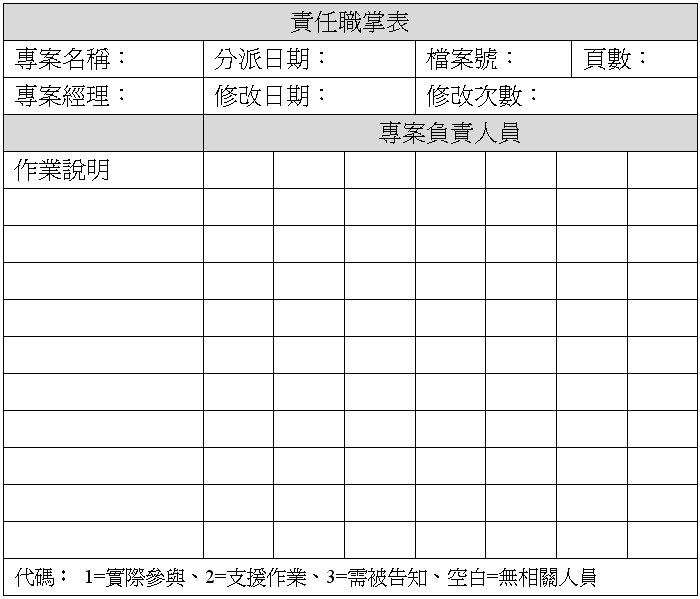 責任職掌表
專案名稱： 分派日期： 檔案號： 頁數：
專案經理： 修改日期： 修改次數：
專案負責人員
作業說明
代碼： 1=實際參與、2=支援作業、3=需被告知、空白=無相關人員